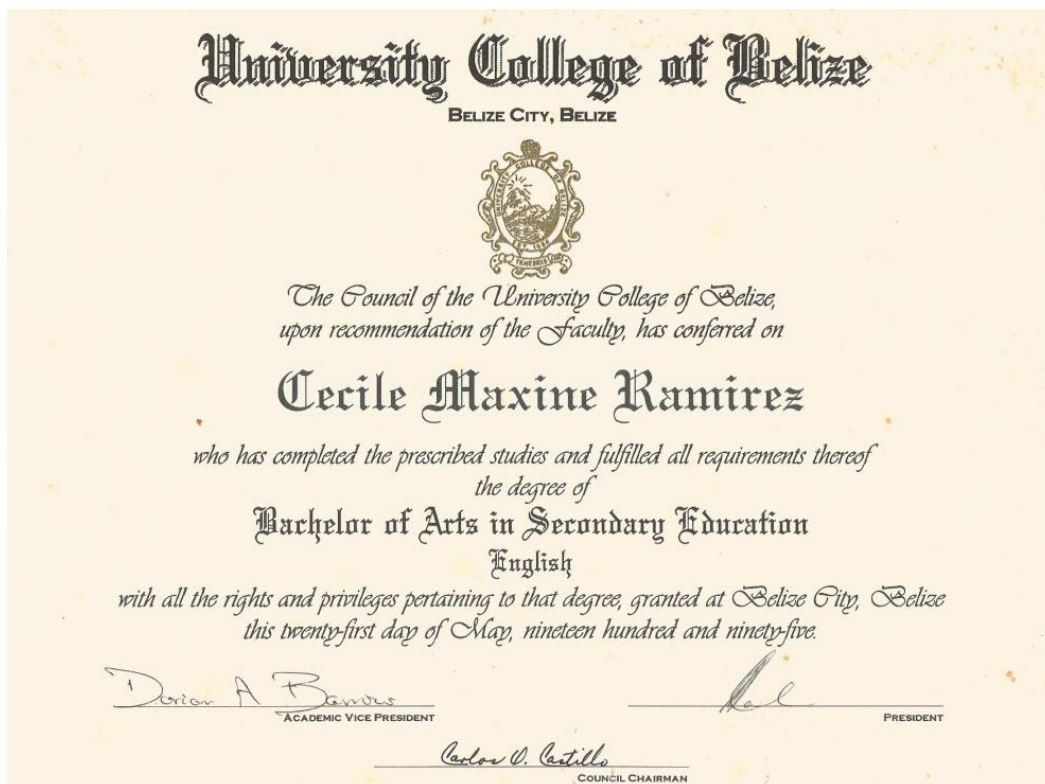 University College of Belize
BELIZE CITY, BELIZE
UNIVERSITY COLLEGE OF BELIZE
The Council of the University College of Belize,
upon recommendation of the Faculty, has conferred on
Cecile Maxine Ramirez
who has completed the prescribed studies and fulfilled all requirements thereof
the degree of
Bachelor of Arts in Secondary Education
English
with all the rights and privileges pertaining to that degree, granted at Belize City, Belize
this twenty-first day of May, nineteen hundred and ninety-five.
Dorian A
ACADEMIC VICE PRESIDENT
PRESIDENT
Carlos Castillo
COUNCIL CHAIRMAN